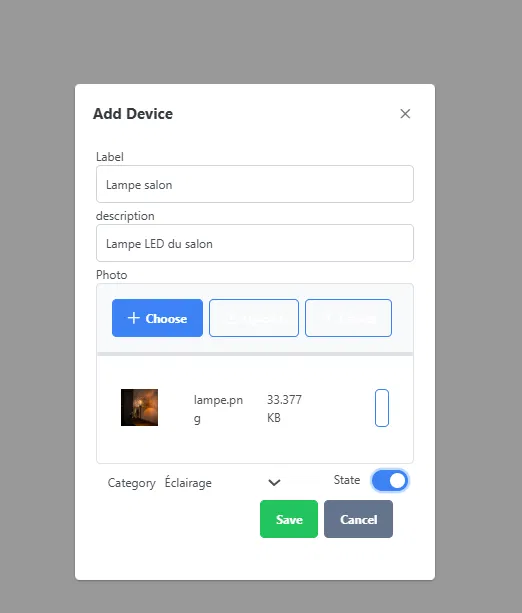 Add Device
Label
Lampe salon
description
Lampe LED du salon
Photo
Choose
lampe.pn
g
33.377
KB
Category Éclairage
State
Save Cancel